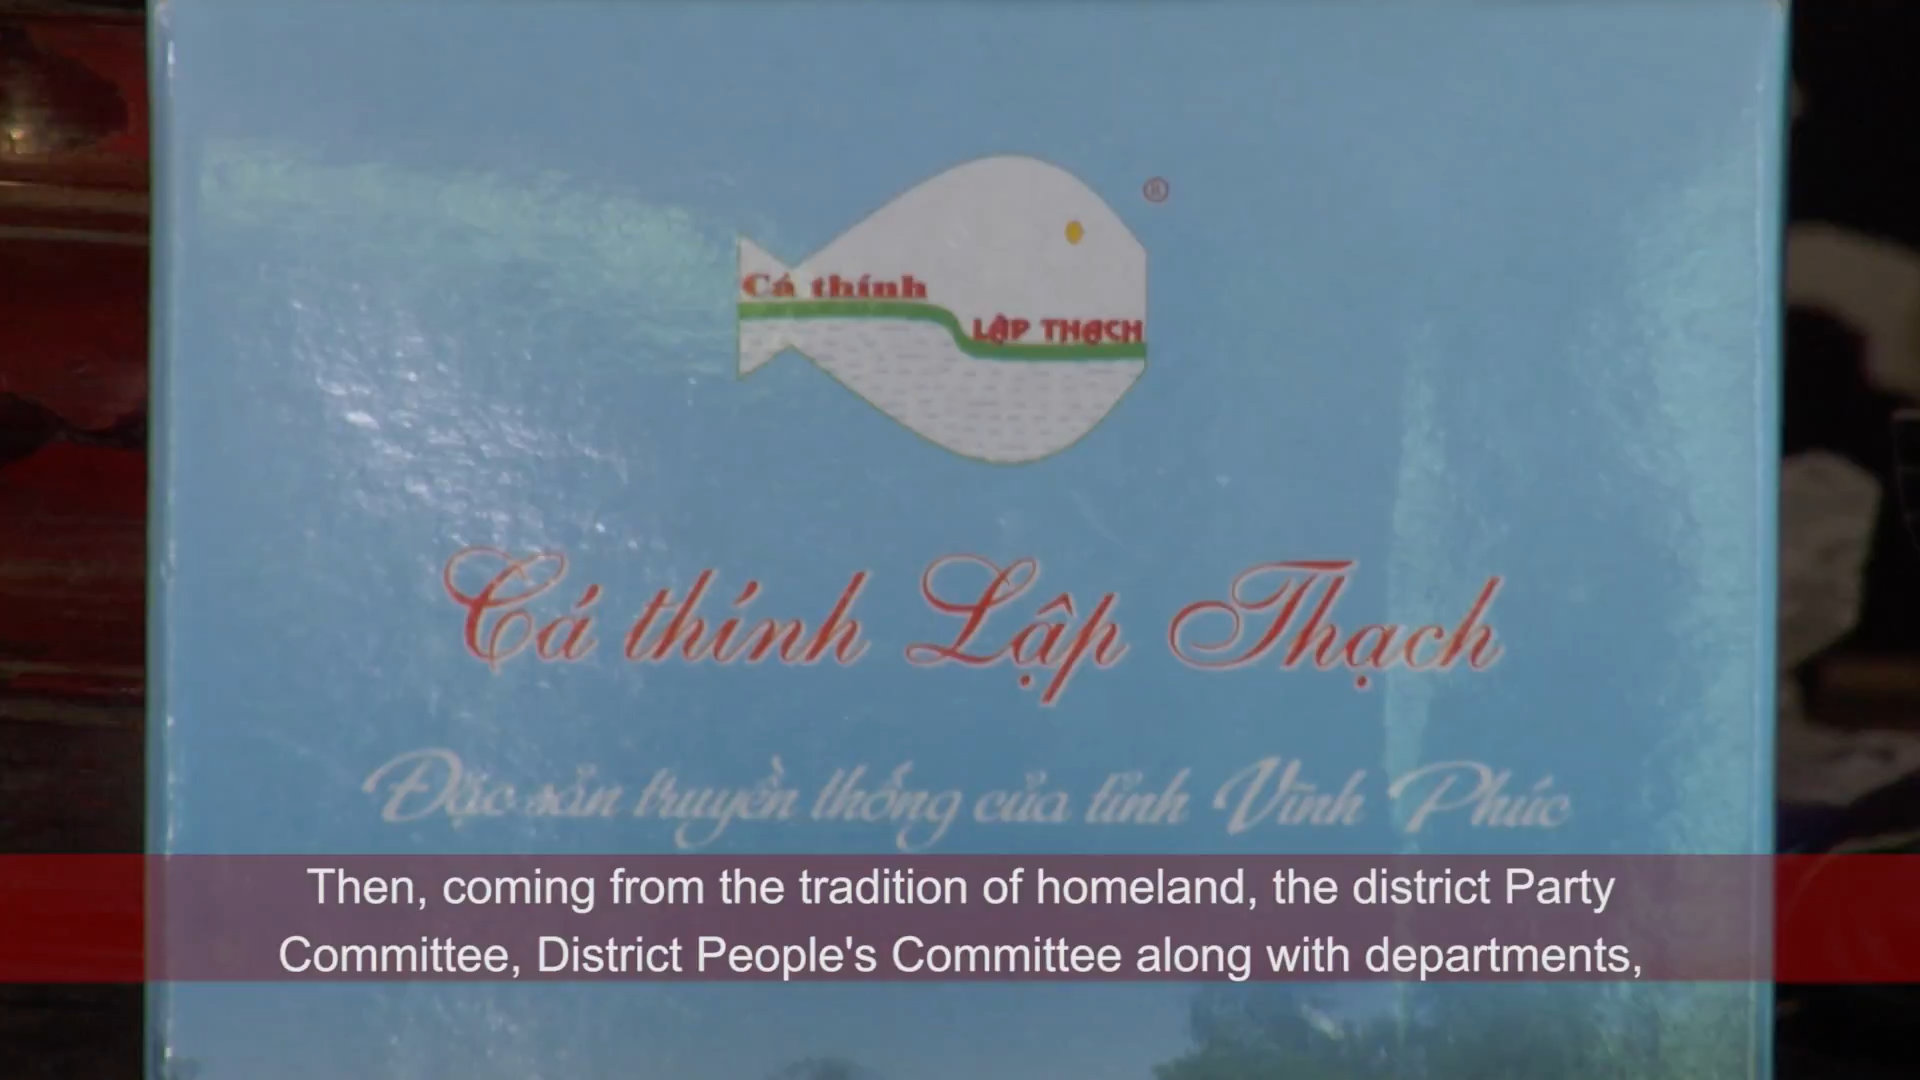 ®
Cá thính
LẬP THẠCH
Cá thính Lập Thạch
Đặc sản truyền thống của tỉnh Vĩnh Phúc
Then, coming from the tradition of homeland, the district Party
Committee, District People's Committee along with departments,